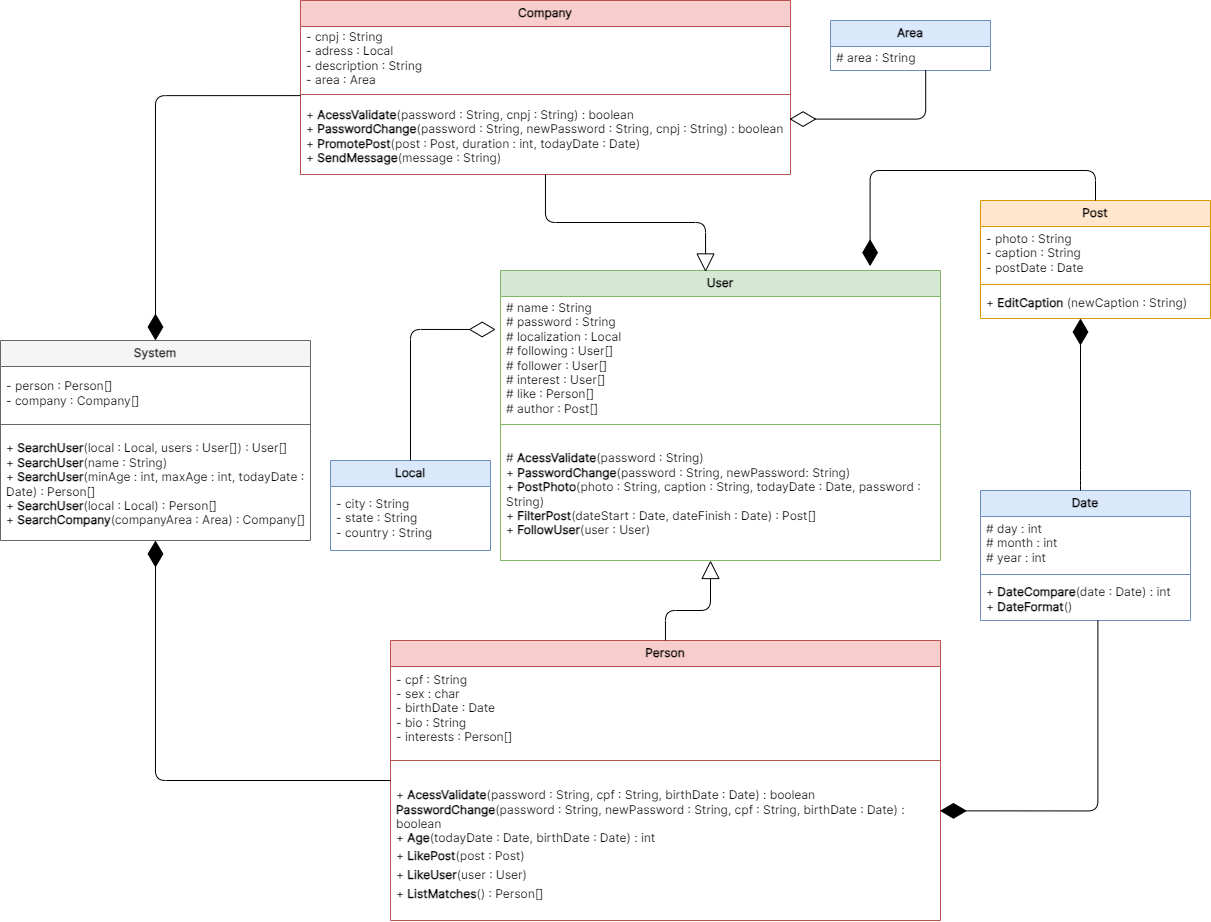 Company
- cnpj : String
- adress : Local
- description : String
- area : Area
+ AcessValidate(password : String, cnpj : String) : boolean
+ PasswordChange(password : String, newPassword : String, cnpj : String) : boolean
+ PromotePost(post : Post, duration : int, todayDate : Date)
+ SendMessage(message : String)
Area
# area : String
Post
- photo : String
- caption : String
- postDate : Date
+ EditCaption (newCaption : String)
User
# name : String
# password : String
# localization : Local
# following : User[]
# follower : User[]
# interest : User[]
# like : Person[]
# author : Post[]
# AcessValidate(password : String)
+ PasswordChange(password : String, newPassword: String)
+ PostPhoto(photo : String, caption : String, todayDate : Date, password :
String)
+ FilterPost(dateStart : Date, dateFinish : Date) : Post[]
+ FollowUser(user : User)
System
- person : Person[]
- company : Company[]
+ SearchUser(local : Local, users : User[]) : User[]
+ SearchUser(name : String)
+ SearchUser(minAge : int, maxAge : int, todayDate :
Date) : Person[]
+ SearchUser(local : Local) : Person[]
+ SearchCompany(companyArea : Area) : Company[]
Local
- city : String
- state : String
- country : String
Date
# day : int
# month : int
# year : int
+ DateCompare(date : Date) : int
+ DateFormat()
Person
- cpf : String
- sex : char
- birthDate : Date
- bio : String
- interests : Person[]
+ AcessValidate(password : String, cpf : String, birthDate : Date) : boolean
PasswordChange(password : String, newPassword : String, cpf : String, birthDate : Date) :
boolean
+ Age(todayDate : Date, birthDate : Date) : int
+ LikePost(post : Post)
+ LikeUser(user : User)
+ ListMatches() : Person[]